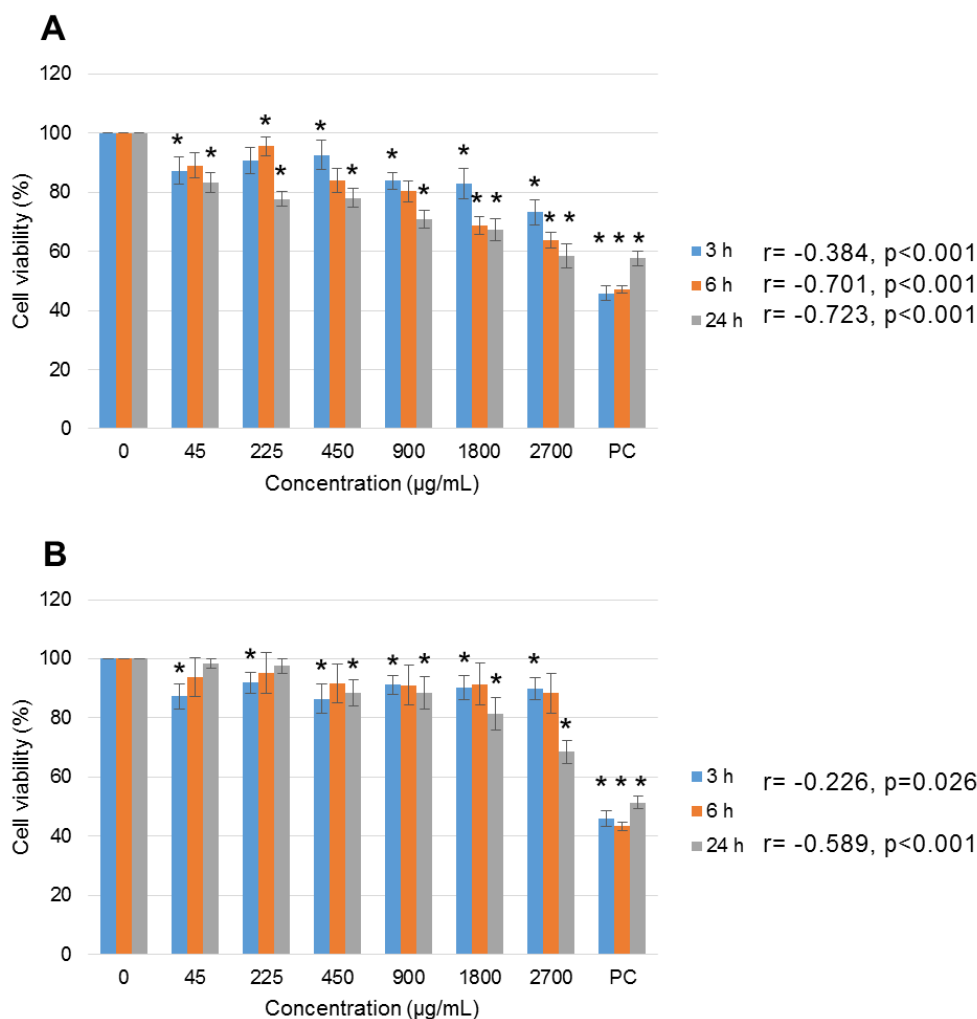 A
120
100
80
60
40
20
0
Cell viability (%)
* * * * * * * * * * * * * * * * *
0 45 225 450 900 1800 2700 PC
Concentration (µg/mL)
3 h r= -0.384, p<0.001
6 h r= -0.701, p<0.001
24 h r= -0.723, p<0.001
B
120
100
80
60
40
20
0
Cell viability (%)
* * * * * * * * * * * * *
0 45 225 450 900 1800 2700 PC
Concentration (µg/mL)
3 h r= -0.226, p=0.026
6 h
24 h r= -0.589, p<0.001